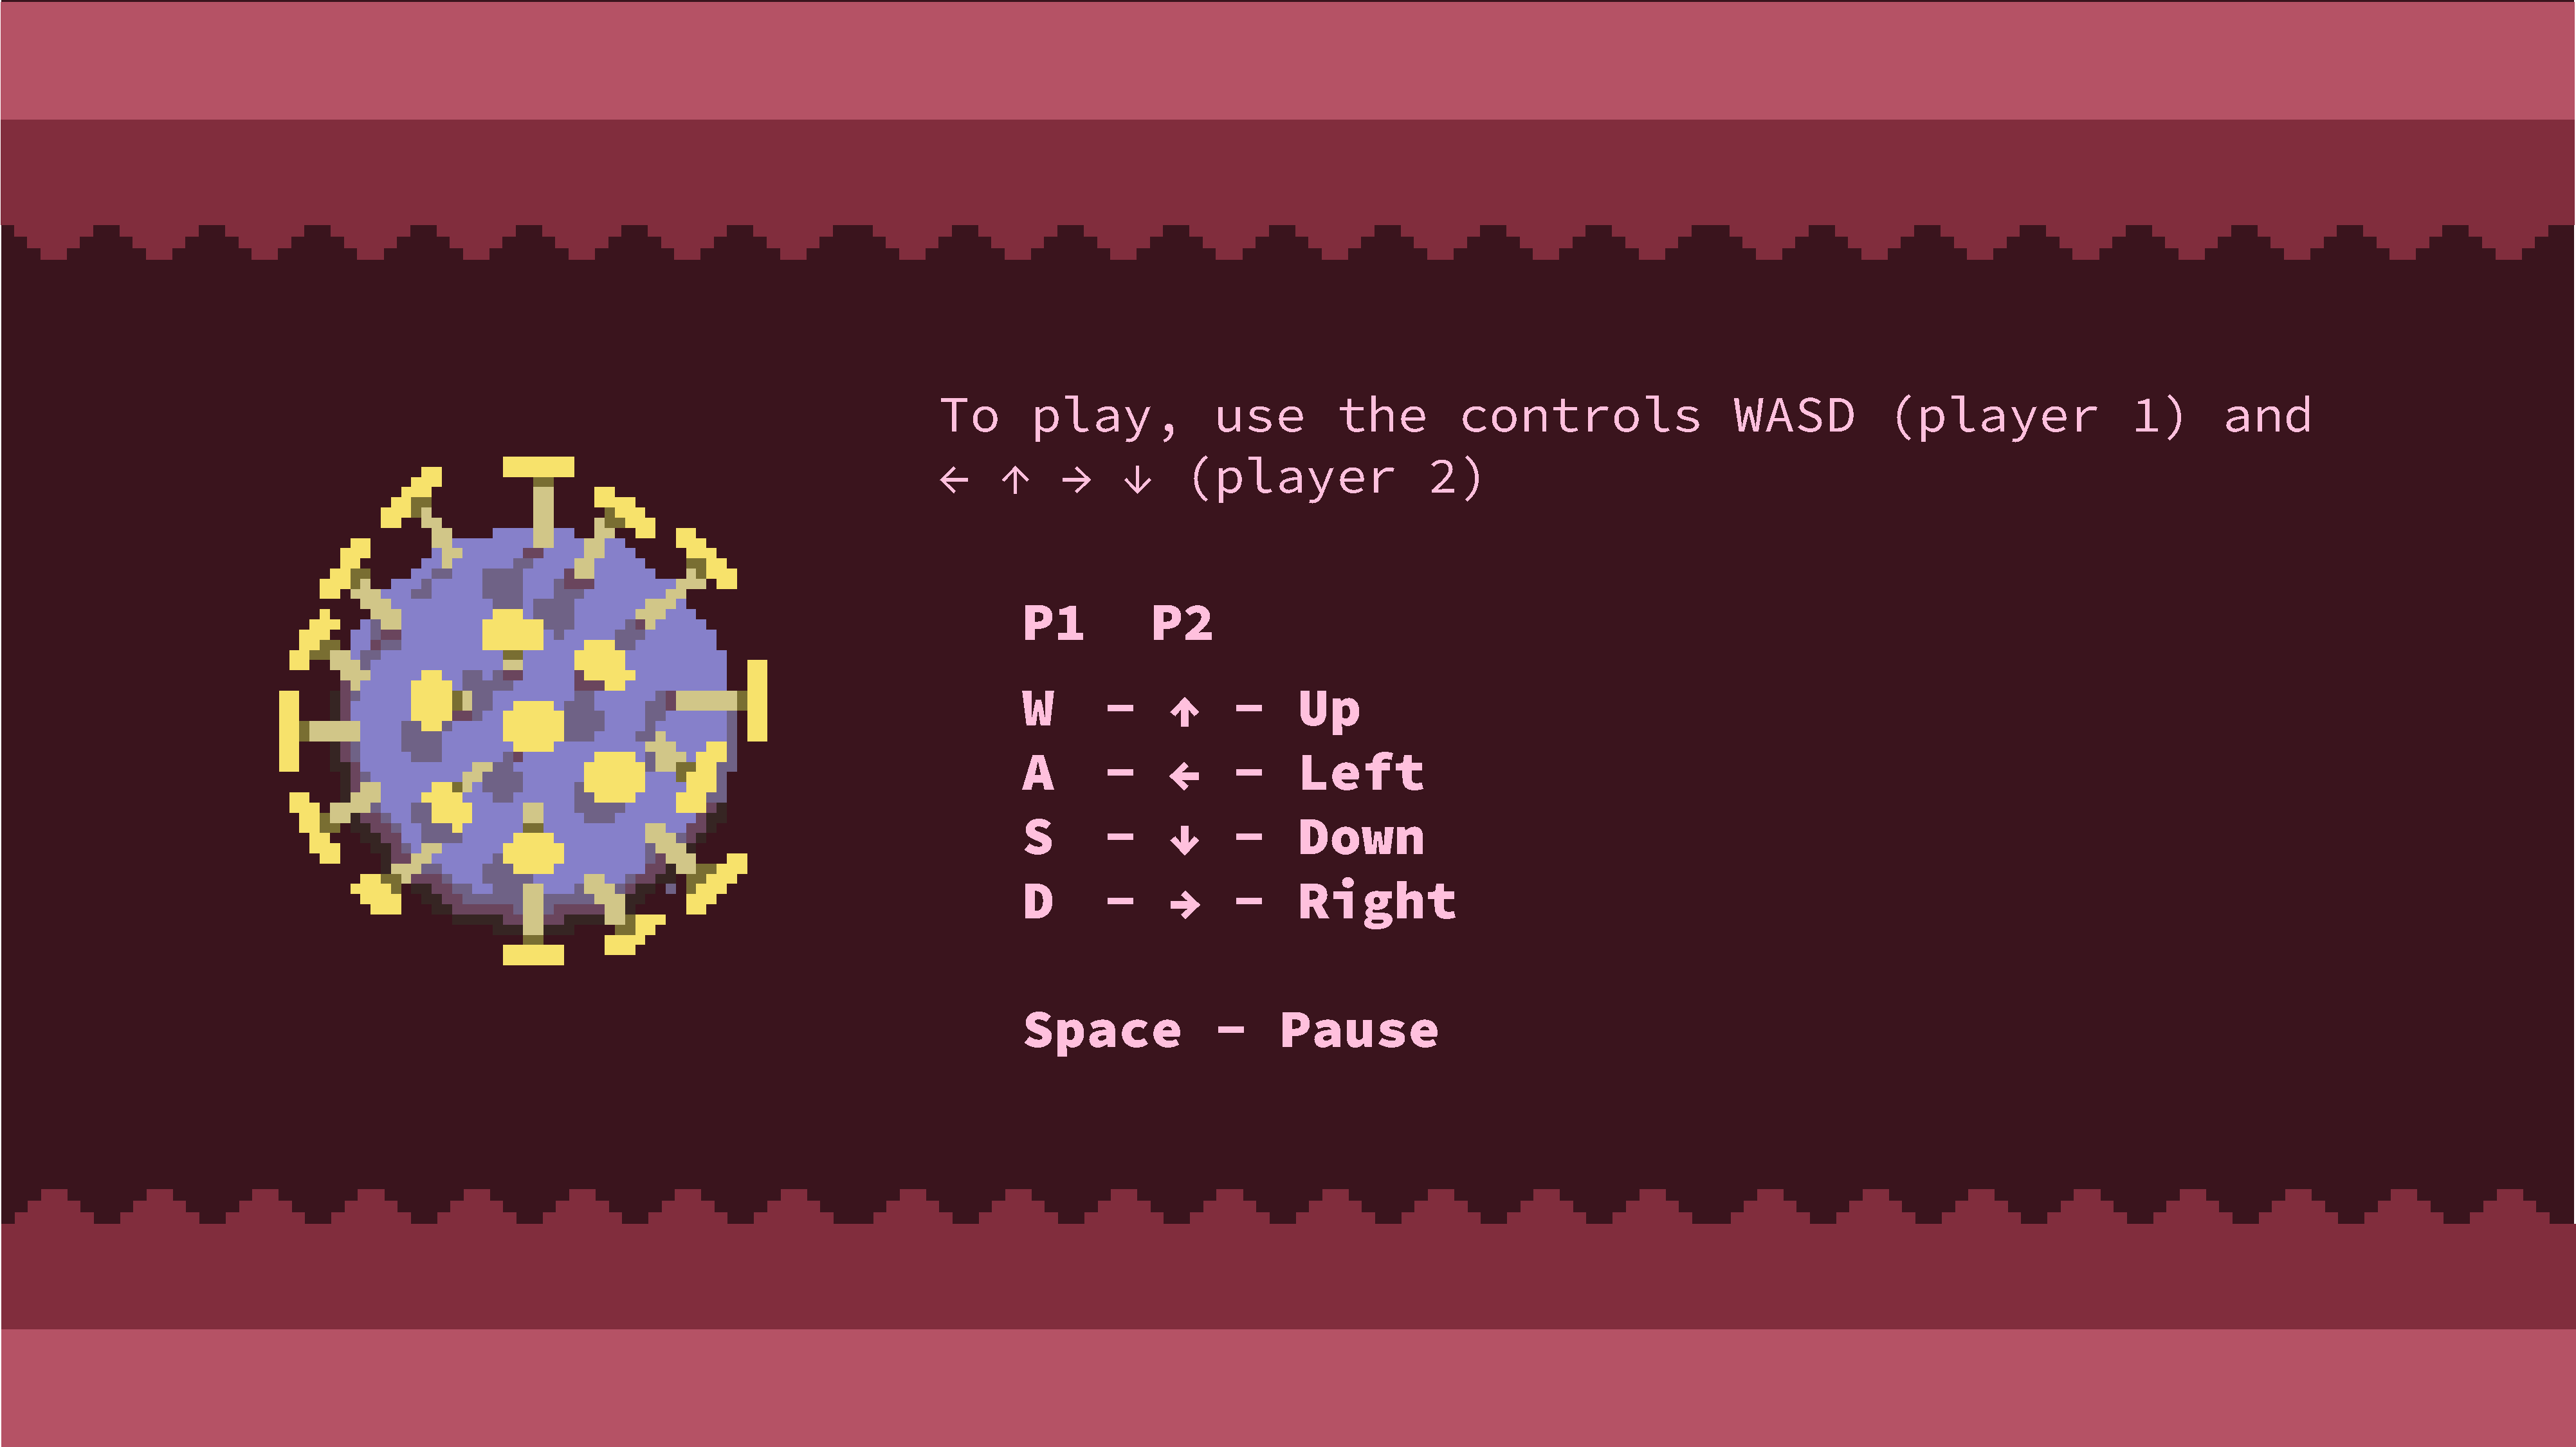 To play, use the controls WASD (player 1) and
← ↑ → ↓ (player 2)
P1 P2
W – ↑ – Up
A – ← – Left
S – ↓ – Down
D – → – Right
Space – Pause